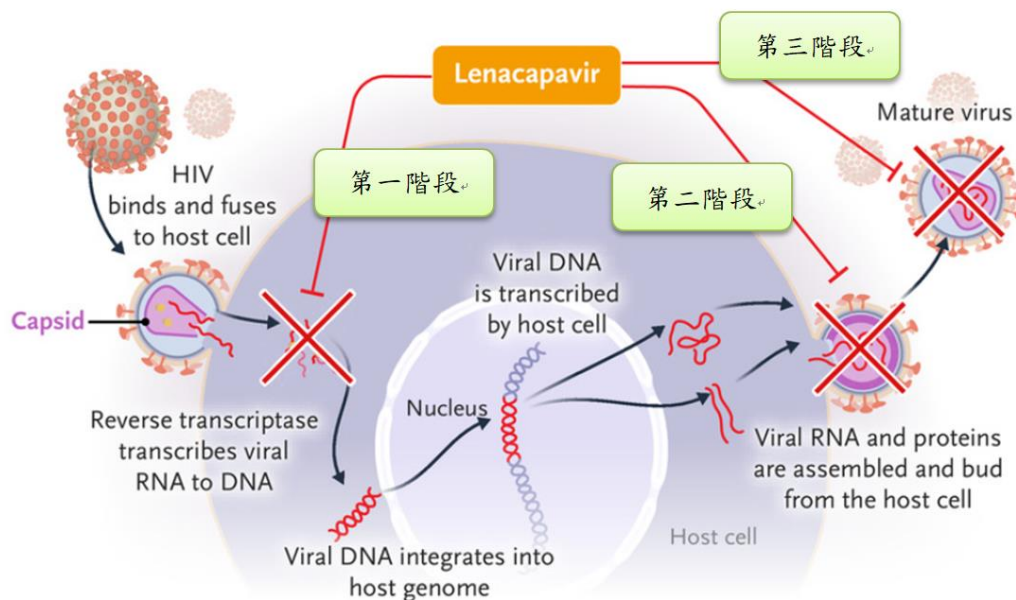 第三階段
Lenacapavir
Mature virus
第一階段
HIV
binds and fuses
to host cell
第二階段
Viral DNA
is transcribed
by host cell
Capsid
Nucleus
Reverse transcriptase
transcribes viral
RNA to DNA
Viral RNA and proteins
are assembled and bud
from the host cell
Host cell
Viral DNA integrates into
host genome